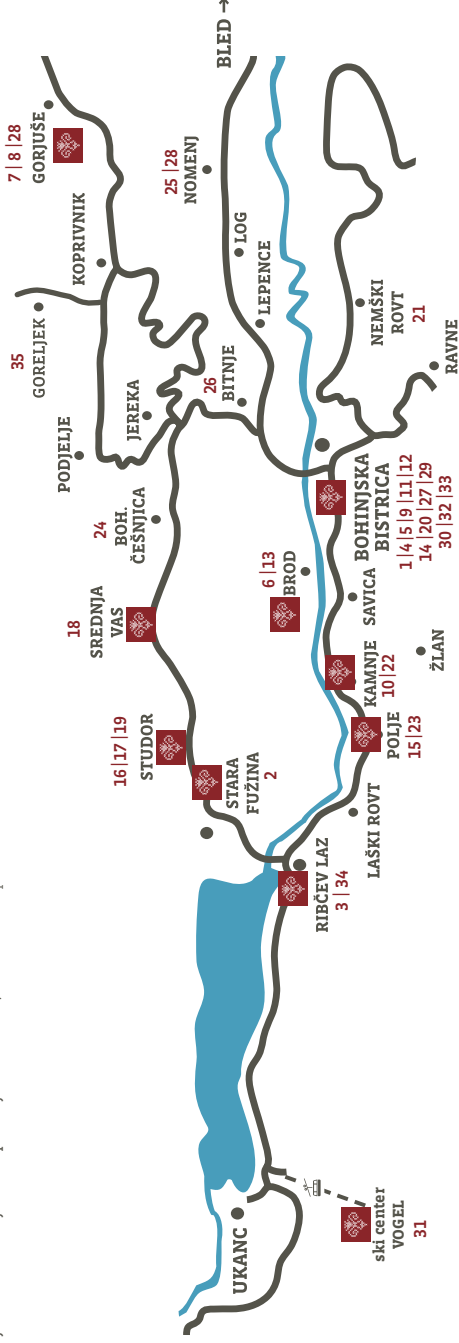 BLED →
7 | 8 | 28
GORJUŠE
25 | 28
NOMENJ
KOPRIVNIK
LOG
LEPENCE
35
GORELJEK
NEMŠKI
ROVT
21
RAVNE
26
BITNJE
JEREKA
PODJELJE
24
BOH.
ČEŠNJICA
BOHINJSKA
BISTRICA
1 | 4 | 5 | 9 | 11 | 12
14 | 20 | 27 | 29
30 | 32 | 33
6 | 13
BROD
SAVICA
18
SREDNJA
VAS
KAMNJE
10 | 22
ŽLAN
POLJE
15 | 23
16 | 17 | 19
STUDOR
STARA
FUŽINA
2
LAŠKI ROVT
RIBČEV LAZ
3 | 34
UKANC
ski center
VOGEL
31